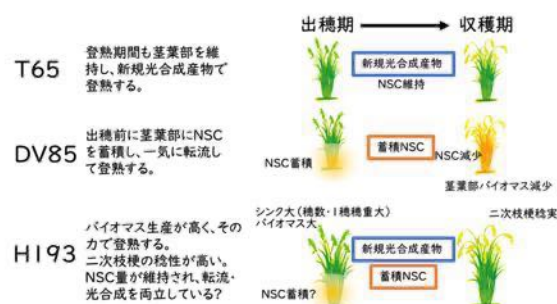 出穂期
収穫期
T65
登熟期間も茎葉部を維
持し、新規光合成産物で
登熟する。
新規光合成産物
NSC維持
DV85
出穂前に茎葉部にNSC
を蓄積し、一気に転流し
て登熟する。
NSC蓄積
蓄積NSC
NSC減少
茎葉部バイオマス減少
H193
バイオマス生産が高く、その
力で登熟する。
二次枝梗の稔性が高い。
NSC量が維持され、転流・
光合成を両立している?
シンク大(穂数・1穂穂重大)
バイオマス大
二次枝梗稔実
新規光合成産物
蓄積NSC
NSC蓄積?